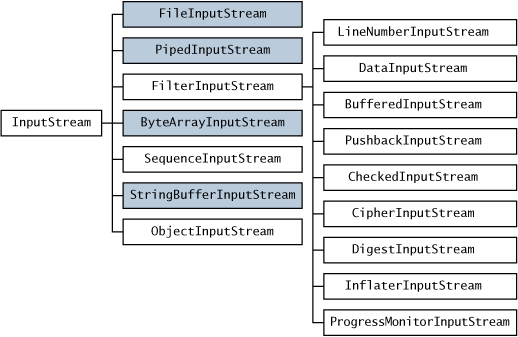 InputStream
FileInputStream
PipedInputStream
FilterInputStream
ByteArrayInputStream
SequenceInputStream
StringBufferInputStream
ObjectInputStream
LineNumberInputStream
DataInputStream
BufferedInputStream
PushbackInputStream
CheckedInputStream
CipherInputStream
DigestInputStream
InflaterInputStream
ProgressMonitorInputStream